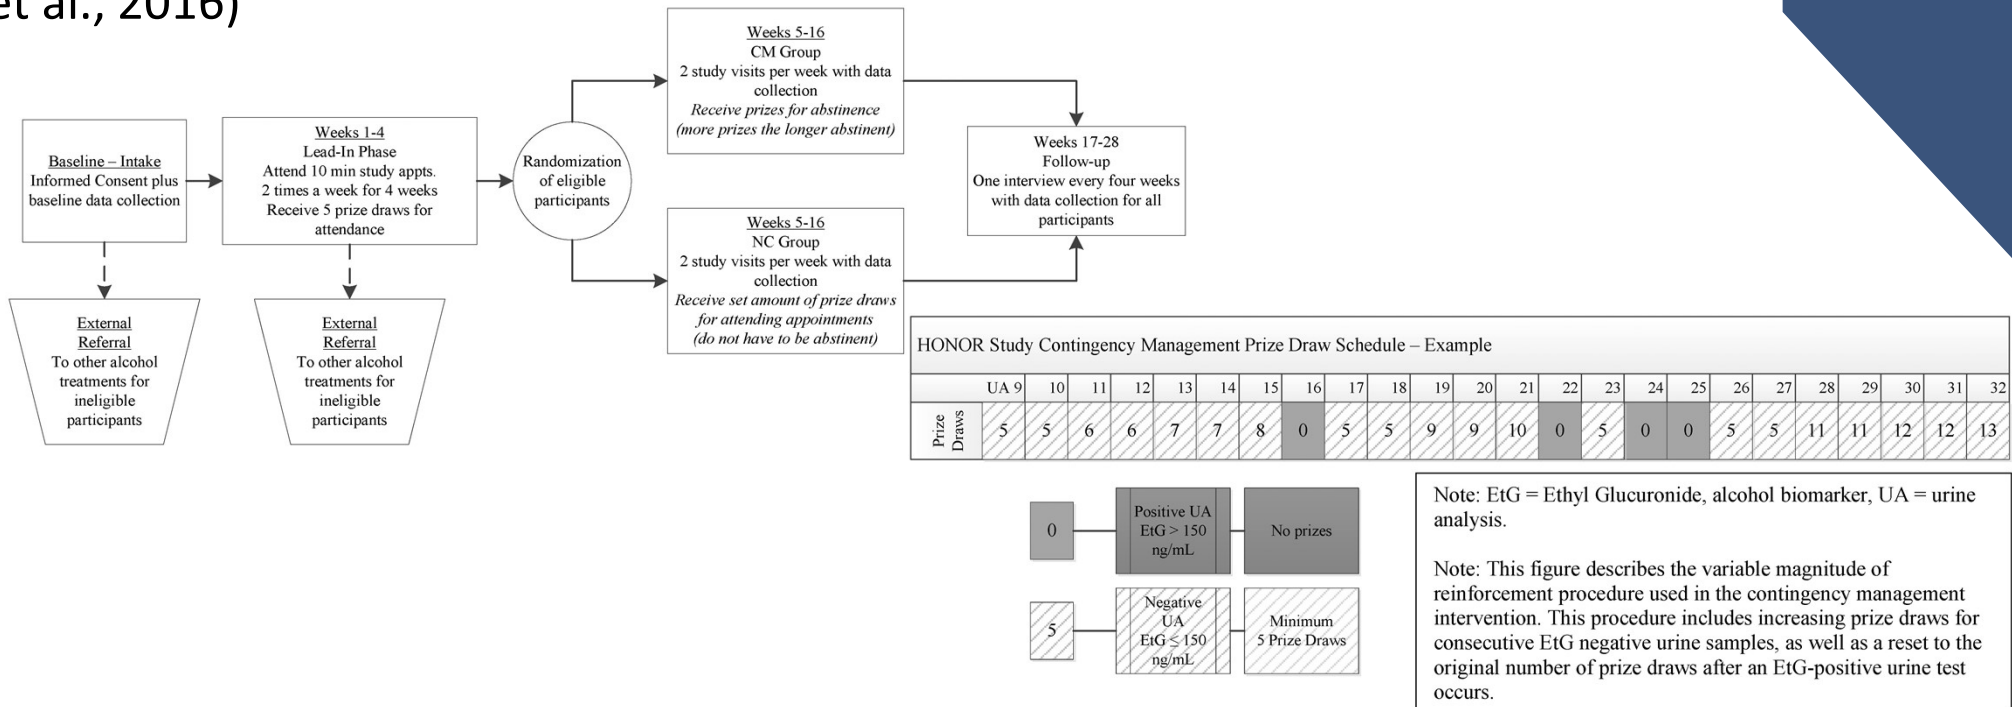 et al., 2016)
Baseline – Intake
Informed Consent plus
baseline data collection
External
Referral
To other alcohol
treatments for
ineligible
participants
Weeks 1-4
Lead-In Phase
Attend 10 min study appts.
2 times a week for 4 weeks
Receive 5 prize draws for
attendance
External
Referral
To other alcohol
treatments for
ineligible
participants
Randomization
of eligible
participants
Weeks 5-16
CM Group
2 study visits per week with data
collection
Receive prizes for abstinence
(more prizes the longer abstinent)
Weeks 5-16
NC Group
2 study visits per week with data
collection
Receive set amount of prize draws
for attending appointments
(do not have to be abstinent)
Weeks 17-28
Follow-up
One interview every four weeks
with data collection for all
participants
HONOR Study Contingency Management Prize Draw Schedule – Example
UA 9 10 11 12 13 14 15 16 17 18 19 20 21 22 23 24 25 26 27 28 29 30 31 32
Prize
Draws
5 5 6 6 7 7 8 0 5 5 9 9 10 0 5 0 0 5 5 11 11 12 12 13
0
Positive UA
EtG > 150
ng/mL
No prizes
5
Negative
UA
EtG ≤ 150
ng/mL
Minimum
5 Prize Draws
Note: EtG = Ethyl Glucuronide, alcohol biomarker, UA = urine
analysis.
Note: This figure describes the variable magnitude of
reinforcement procedure used in the contingency management
intervention. This procedure includes increasing prize draws for
consecutive EtG negative urine samples, as well as a reset to the
original number of prize draws after an EtG-positive urine test
occurs.